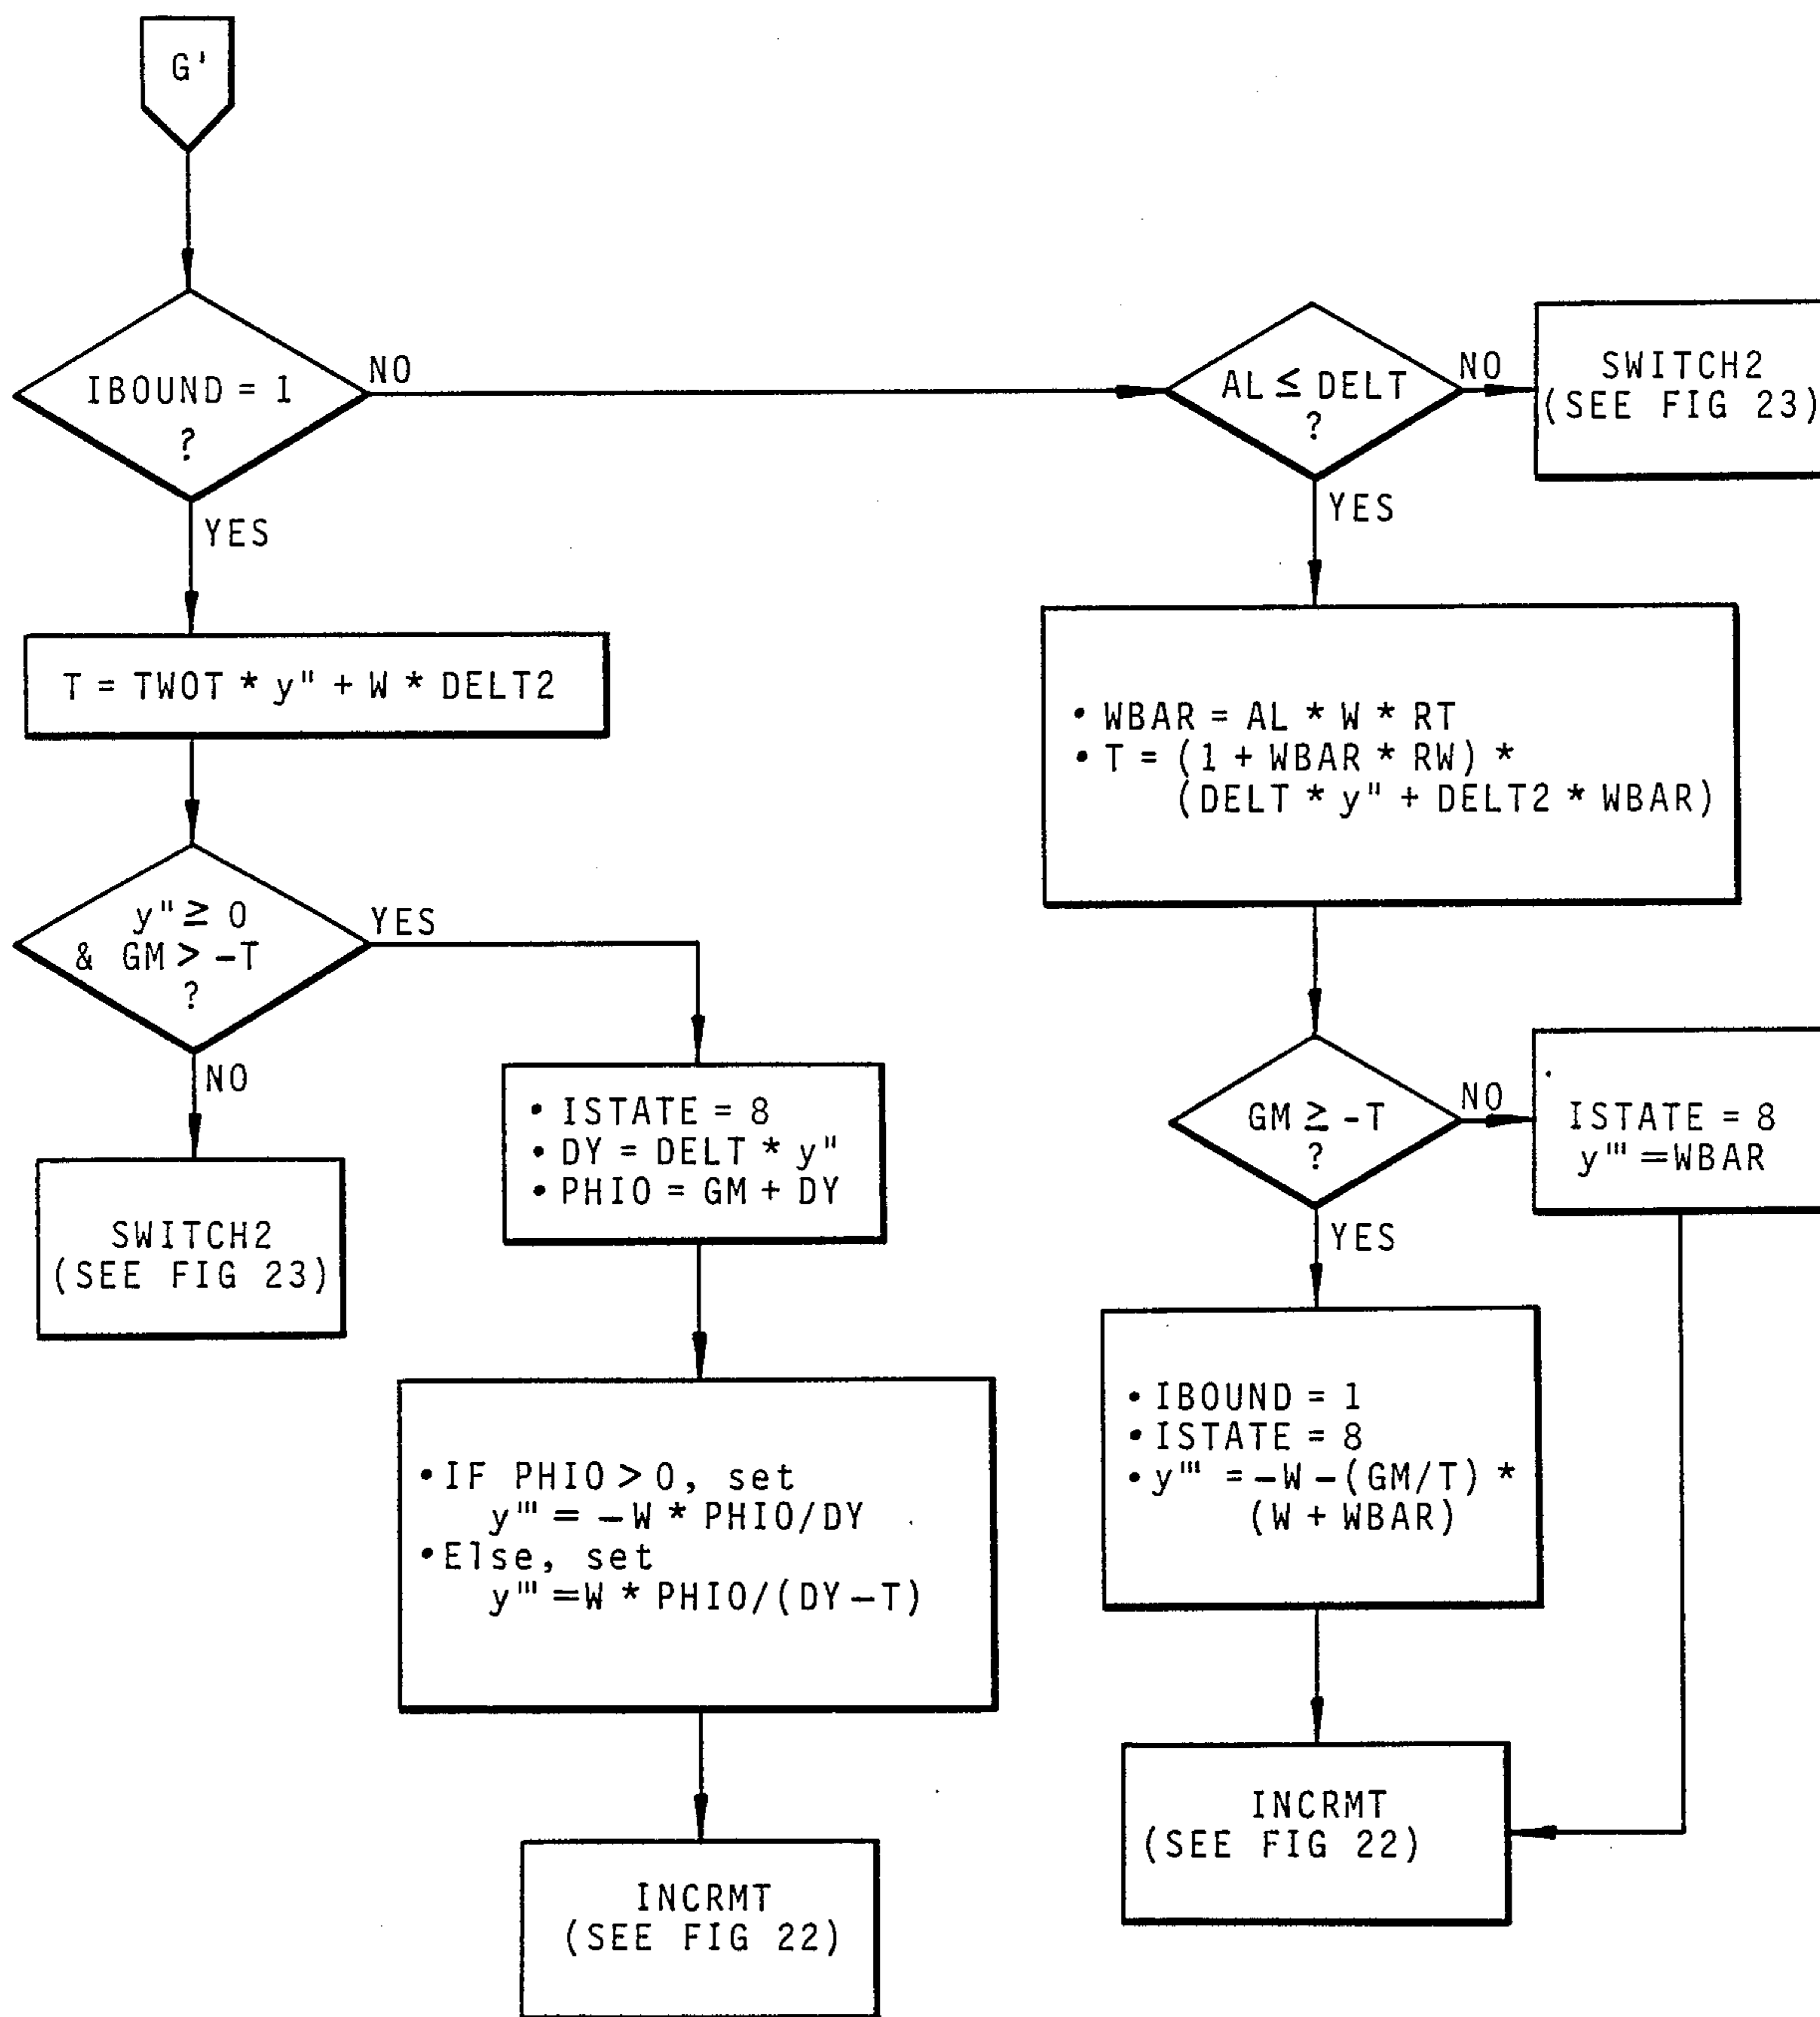 G'
IBOUND = 1
?
NO
YES
AL ≤ DELT
?
NO
YES
SWITCH2
(SEE FIG 23)
T = TWOT * y" + W * DELT2
• WBAR = AL * W * RT
• T = (1 + WBAR * RW) *
(DELT * y" + DELT2 * WBAR)
y" ≥ 0
& GM > -T
?
YES
NO
SWITCH2
(SEE FIG 23)
• ISTATE = 8
• DY = DELT * y"
• PHIO = GM + DY
GM ≥ -T
?
NO
YES
ISTATE = 8
y"' = WBAR
• IF PHIO > 0, set
y"' = -W * PHIO/DY
• Else, set
y"' = W * PHIO/(DY-T)
• IBOUND = 1
• ISTATE = 8
• y"' = -W - (GM/T) *
(W + WBAR)
INCRMT
(SEE FIG 22)
INCRMT
(SEE FIG 22)